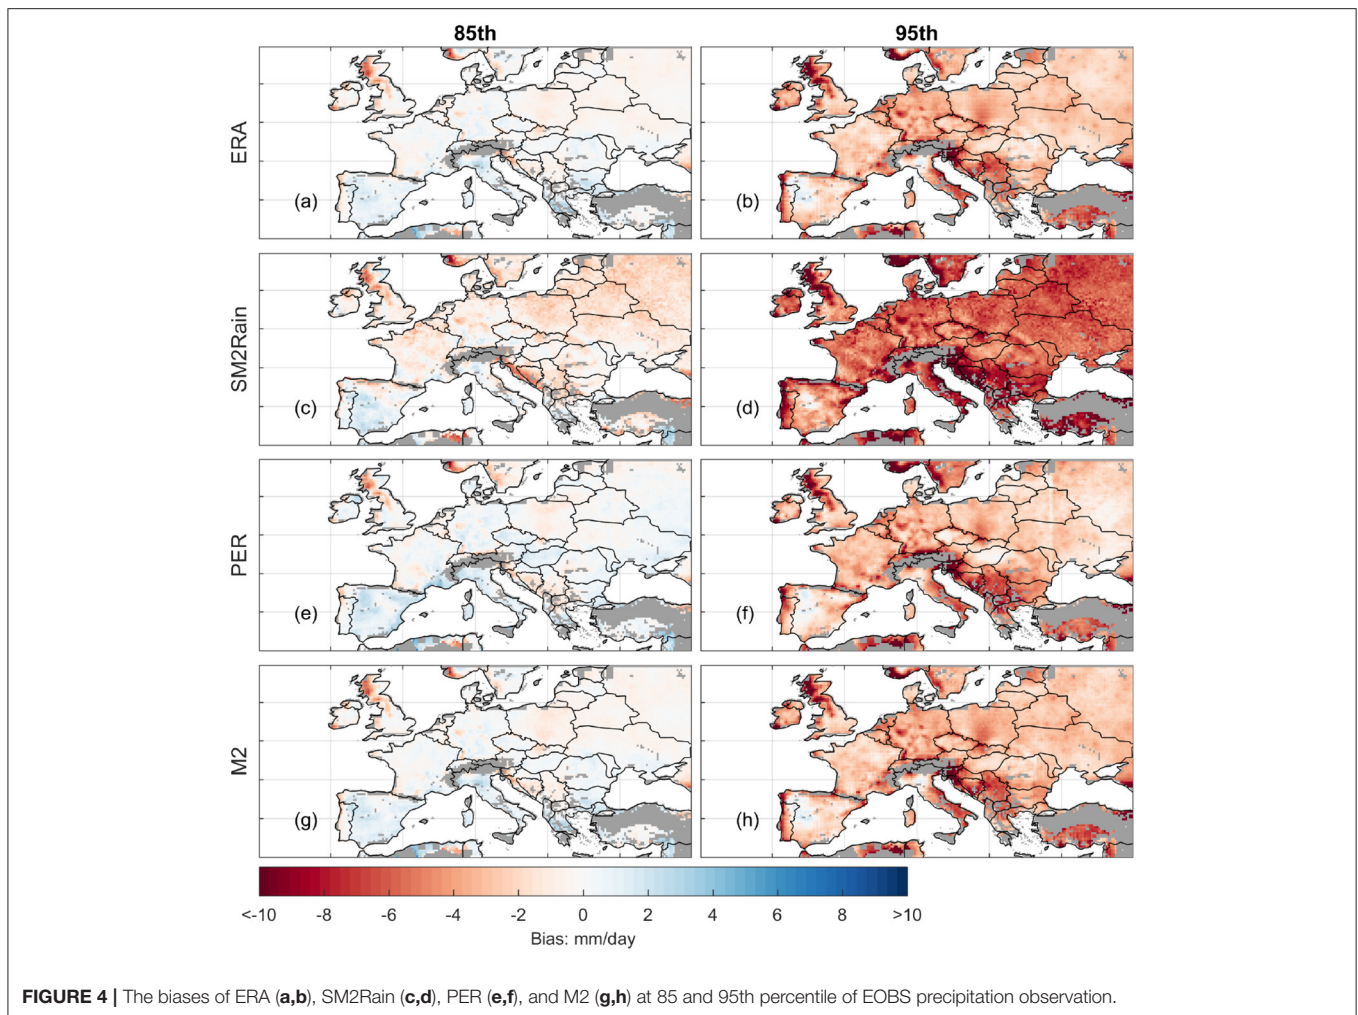 85th
95th
ERA
(a)
(b)
SM2Rain
(c)
(d)
PER
(e)
(f)
M2
(g)
(h)
<-10 -8 -6 -4 -2 0 2 4 6 8 >10
Bias: mm/day
FIGURE 4 | The biases of ERA (a,b), SM2Rain (c,d), PER (e,f), and M2 (g,h) at 85 and 95th percentile of EOBS precipitation observation.